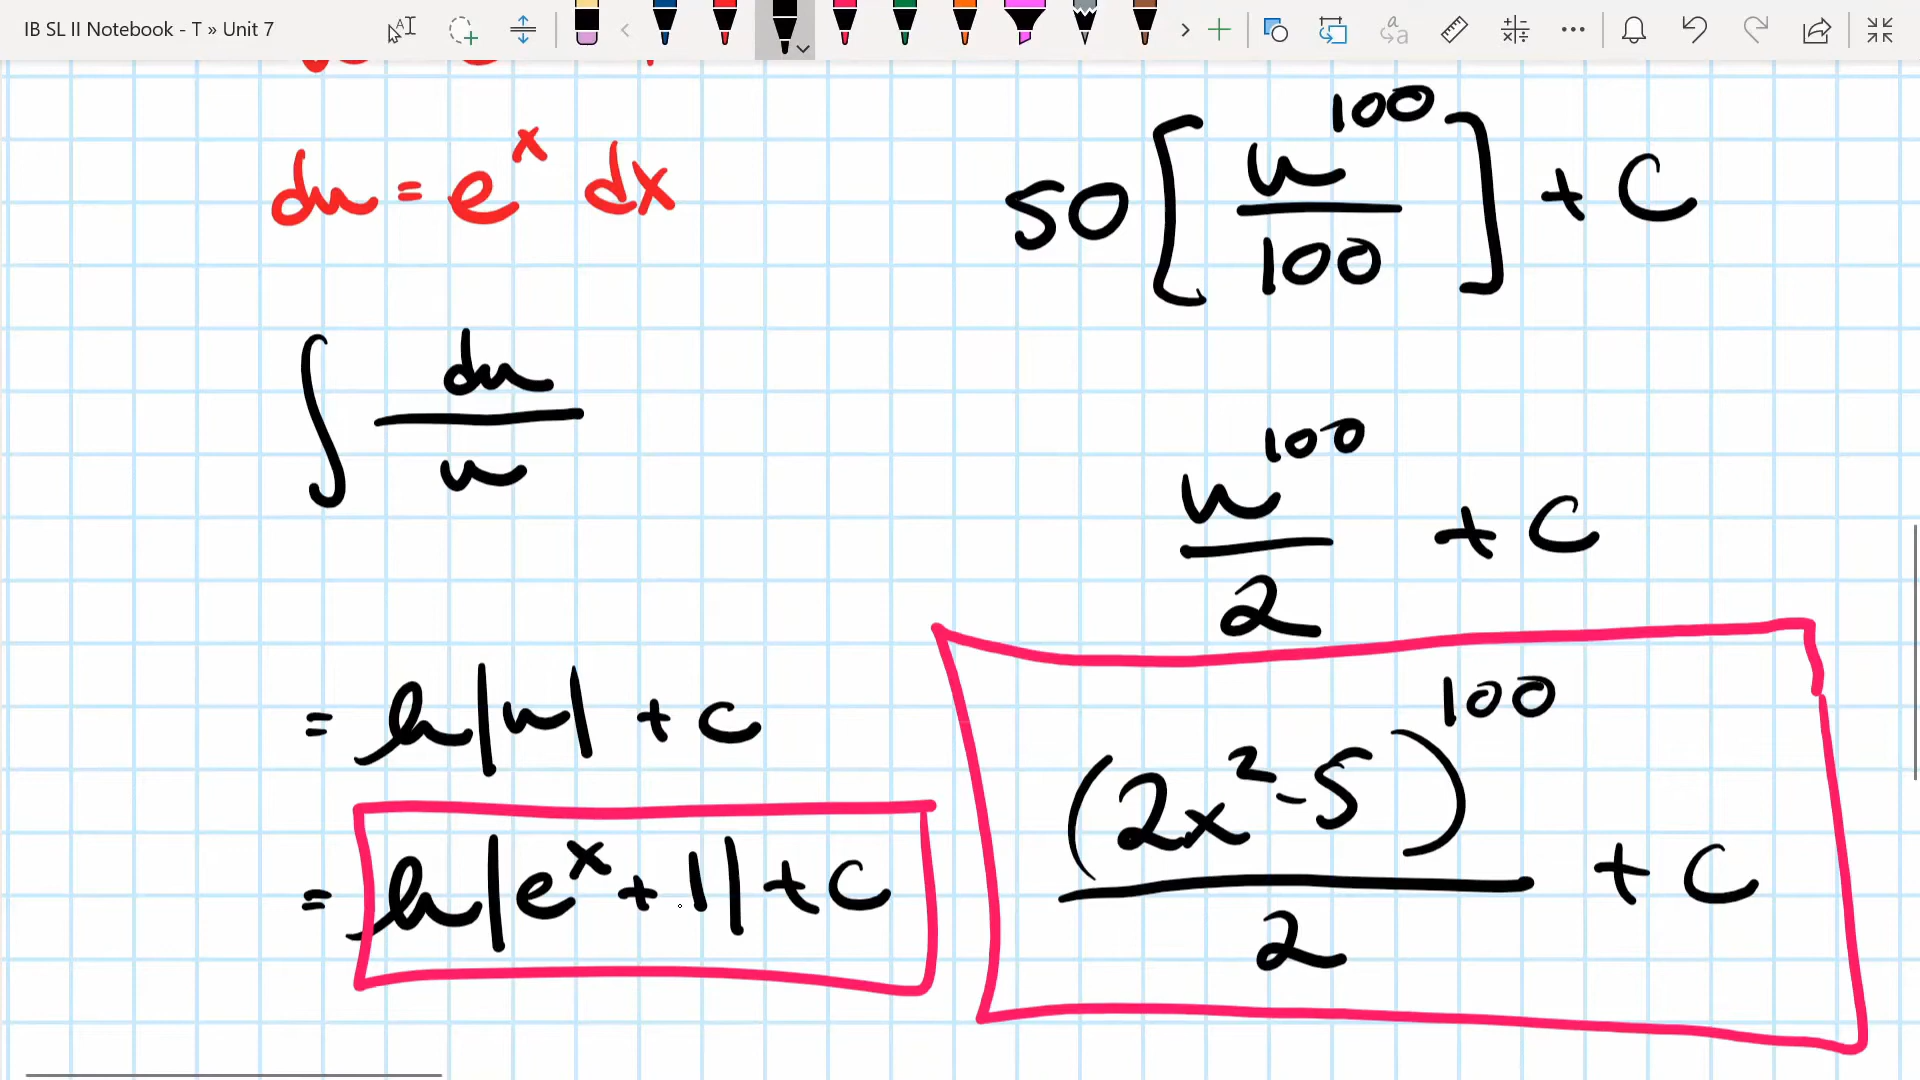 IB SL II Notebook - T » Unit 7
du = e^x dx
∫ du/u
= ln|u| + C
= ln|e^x + 1| + C
50 [u^100/100] + C
u^100/2 + C
(2x^2 - 5)^100/2 + C